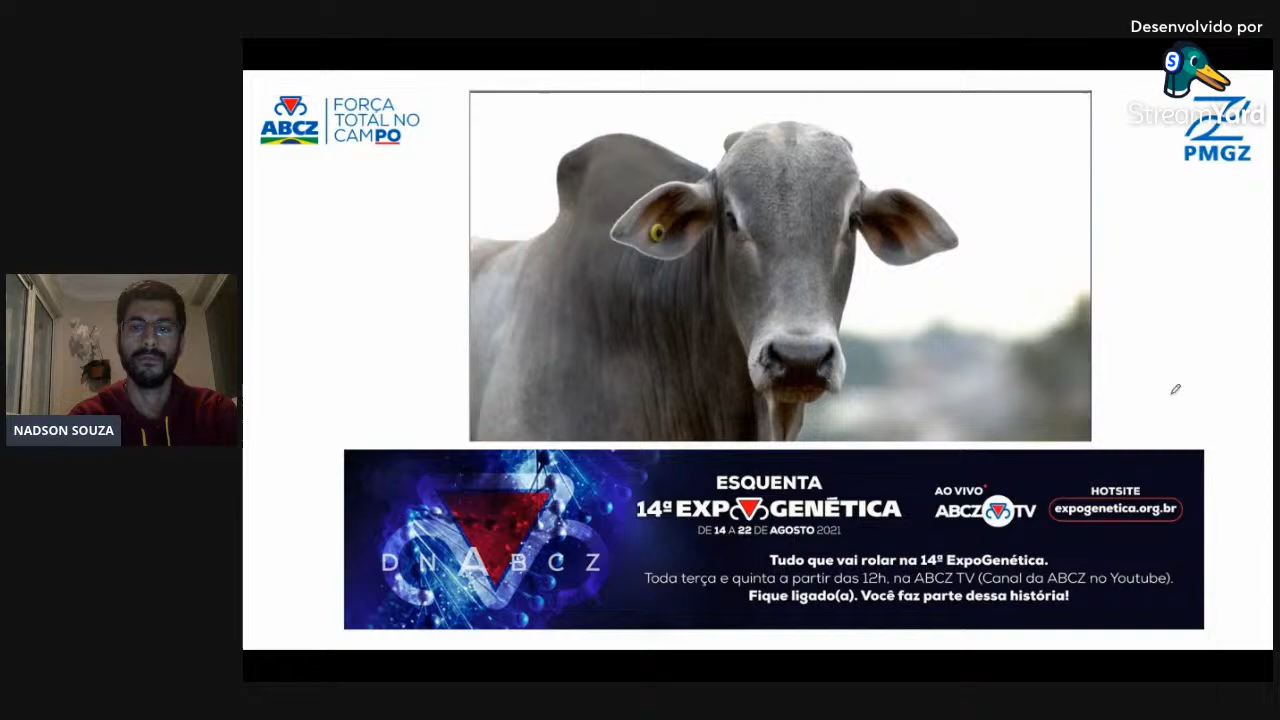 Desenvolvido por
S
StreamYard
ABCZ
FORÇA
TOTAL NO
CAMPO
PMGZ
NADSON SOUZA
DNABCZ
ESQUENTA
14ª EXPOGENÉTICA
DE 14 A 22 DE AGOSTO 2021
AO VIVO
ABCZ TV
HOTSITE
expogenetica.org.br
Tudo que vai rolar na 14ª ExpoGenética.
Toda terça e quinta a partir das 12h, na ABCZ TV (Canal da ABCZ no Youtube).
Fique ligado(a). Você faz parte dessa história!